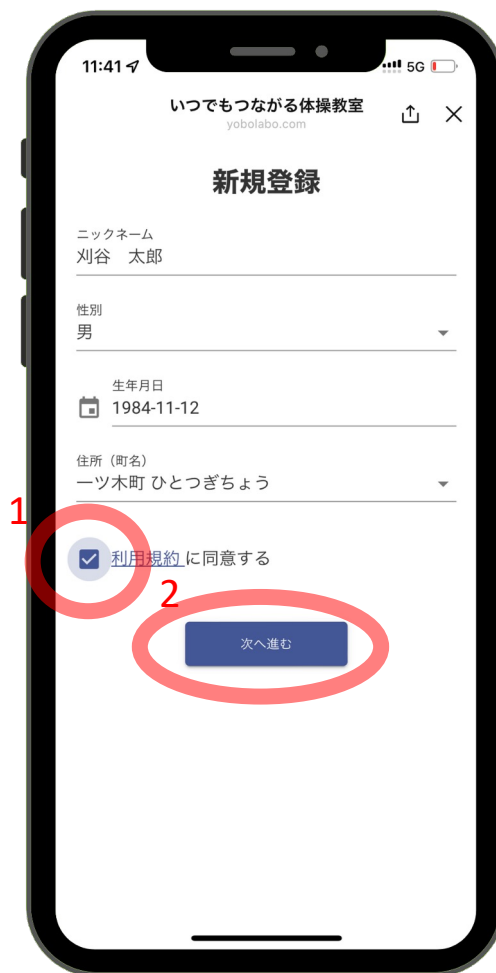 11:41
5G
いつでもつながる体操教室
yobolabo.com
新規登録
ニックネーム
刈谷　太郎
性別
男
生年月日
1984-11-12
住所（町名）
一ツ木町 ひとつぎちょう
1
利用規約 に同意する
2
次へ進む